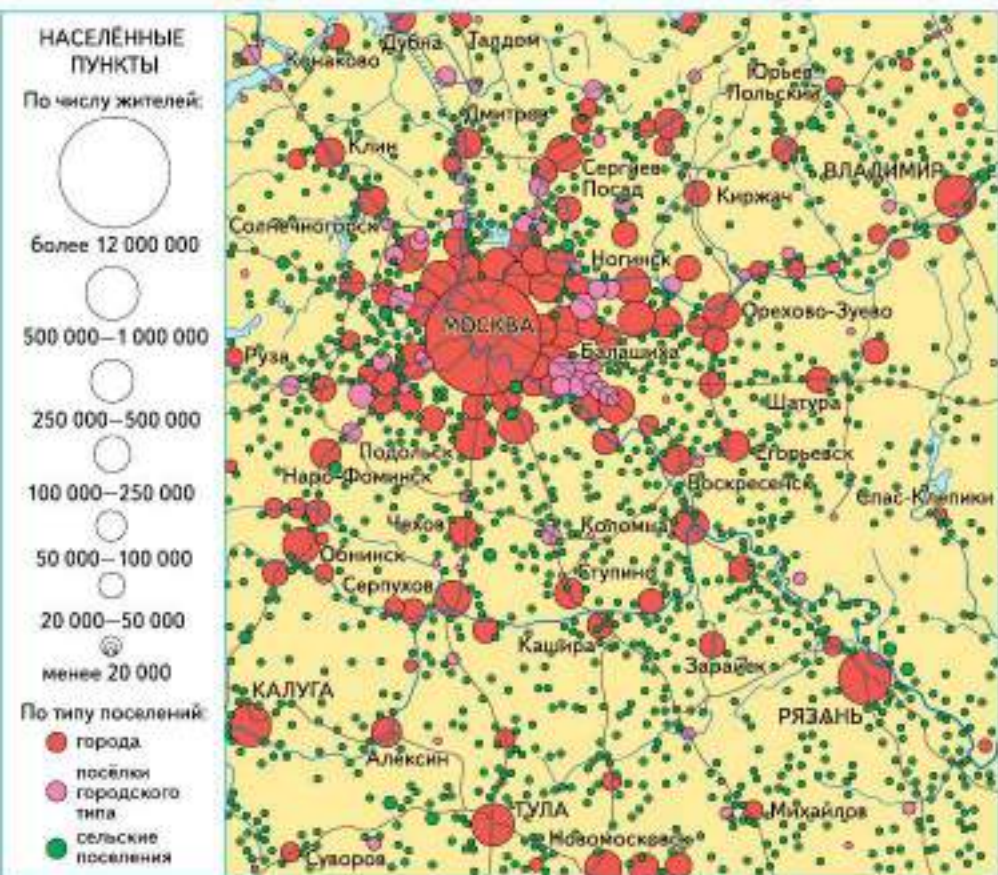 НАСЕЛЁННЫЕ
ПУНКТЫ
По числу жителей:
более 12 000 000
500 000—1 000 000
250 000—500 000
100 000—250 000
50 000—100 000
20 000—50 000
менее 20 000
По типу поселений:
города
посёлки
городского
типа
сельские
поселения
Дубна
Талдом
Конаково
Юрьев-
Польский
Дмитров
Клин
Сергиев
Посад
ВЛАДИМИР
Киржач
Солнечногорск
Ногинск
МОСКВА
Орехово-Зуево
Балашиха
Руза
Шатура
Подольск
Егорьевск
Наро-Фоминск
Воскресенск
Спас-Клепики
Чехов
Коломна
Обнинск
Серпухов
Ступино
Кашира
Зарайск
КАЛУГА
РЯЗАНЬ
Алексин
ТУЛА
Михайлов
Новомосковск
Суворов